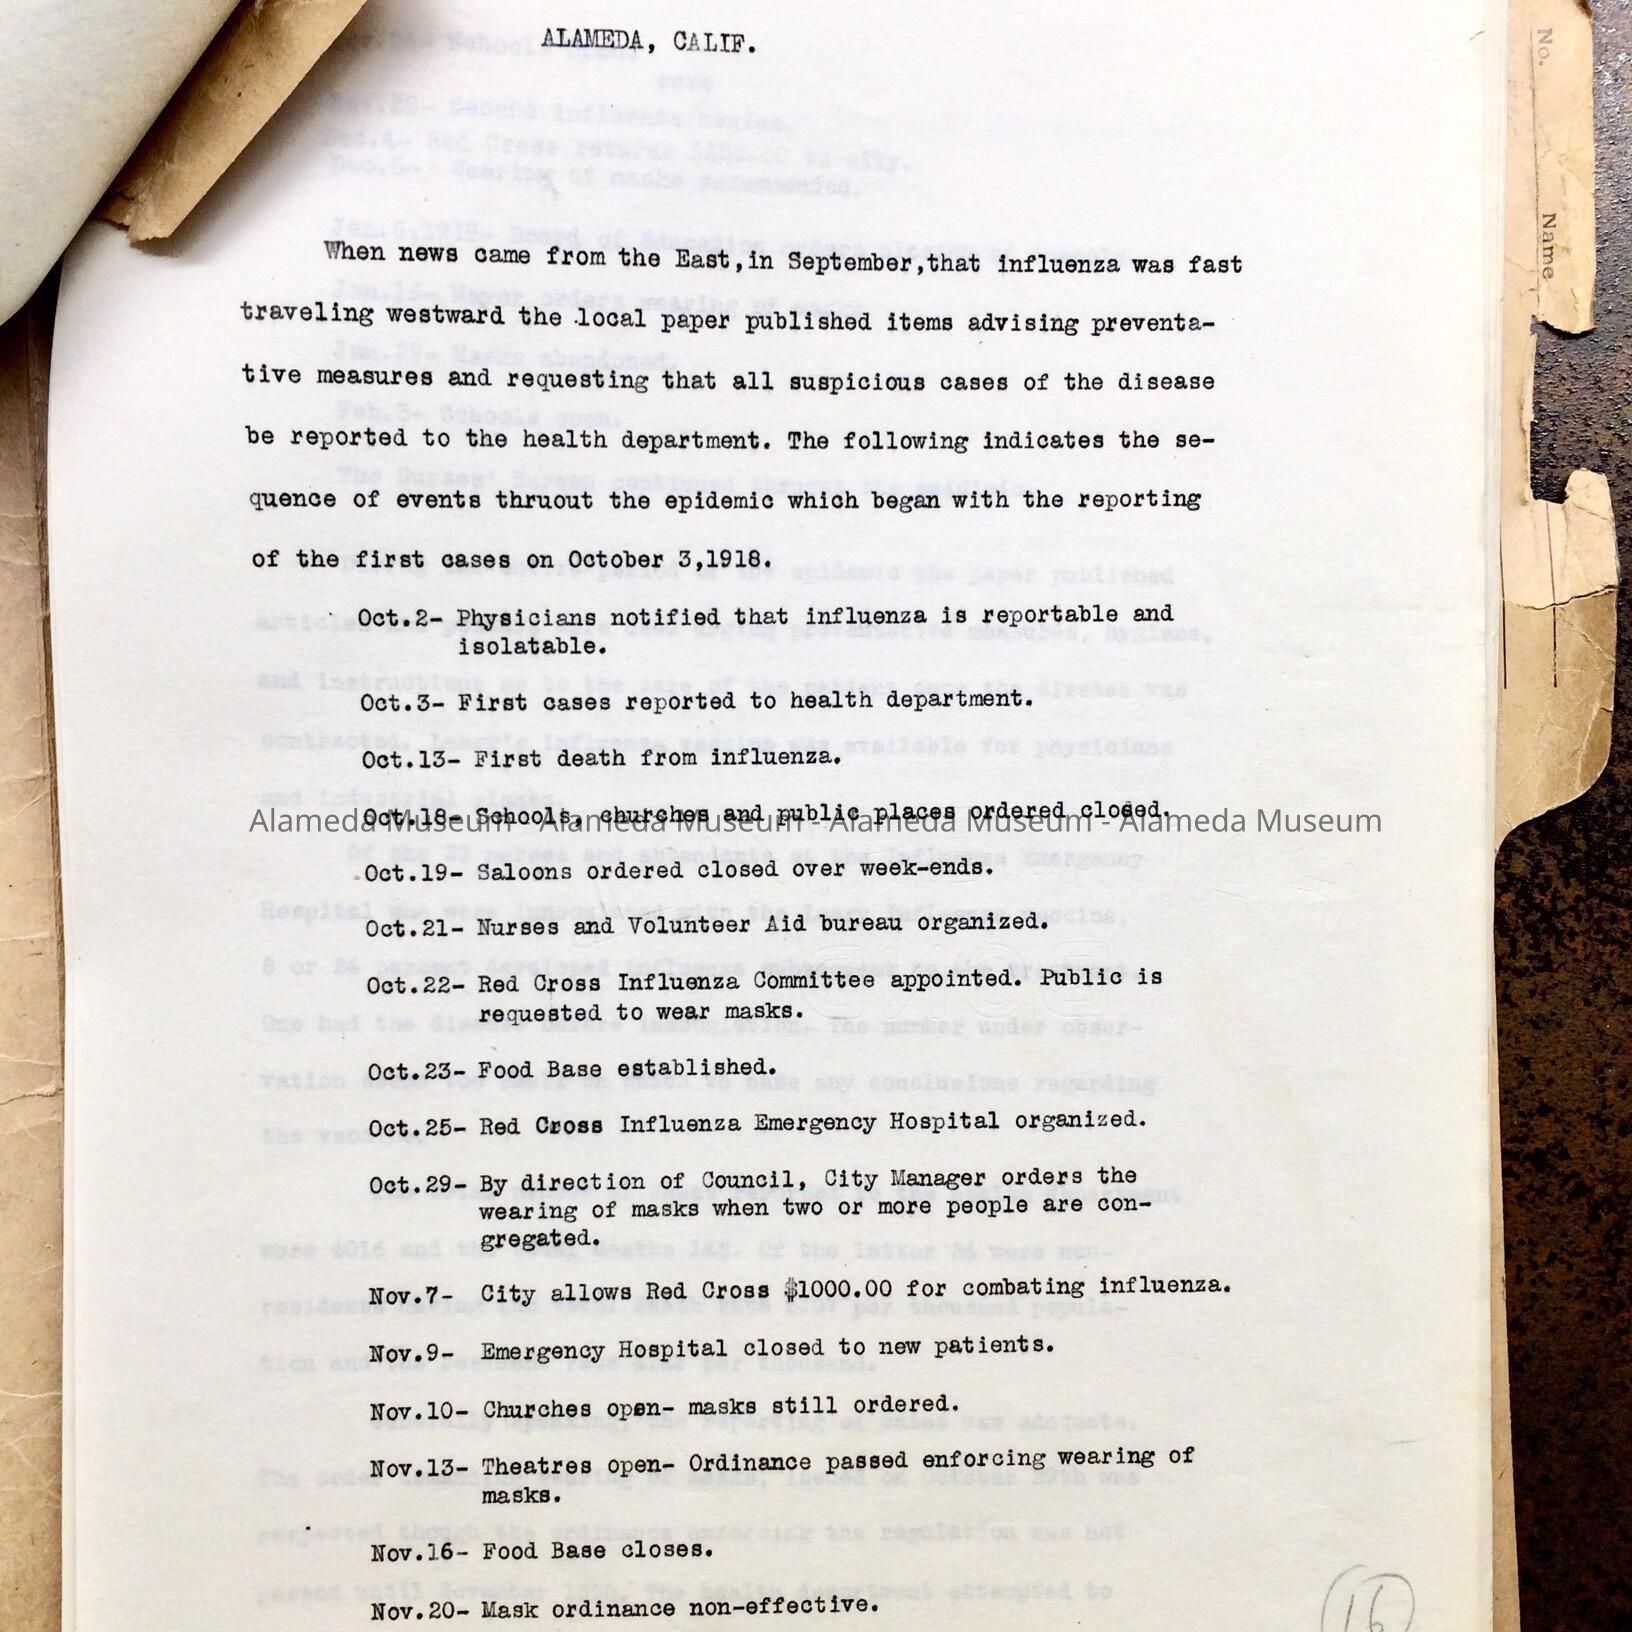 ALAMEDA, CALIF.
When news came from the East,in September,that influenza was fast
traveling westward the local paper published items advising preventa-
tive measures and requesting that all suspicious cases of the disease
be reported to the health department. The following indicates the se-
quence of events thruout the epidemic which began with the reporting
of the first cases on October 3,1918.
Oct.2- Physicians notified that influenza is reportable and
isolatable.
Oct.3- First cases reported to health department.
Oct.13- First death from influenza.
Oct.18- Schools, churches and public places ordered closed.
Alameda Museum - Alameda Museum - Alameda Museum - Alameda Museum
Oct.19- Saloons ordered closed over week-ends.
Oct.21- Nurses and Volunteer Aid bureau organized.
Oct.22- Red Cross Influenza Committee appointed. Public is
requested to wear masks.
Oct.23- Food Base established.
Oct.25- Red Cross Influenza Emergency Hospital organized.
Oct.29- By direction of Council, City Manager orders the
wearing of masks when two or more people are con-
gregated.
Nov.7- City allows Red Cross $1000.00 for combating influenza.
Nov.9- Emergency Hospital closed to new patients.
Nov.10- Churches open- masks still ordered.
Nov.13- Theatres open- Ordinance passed enforcing wearing of
masks.
Nov.16- Food Base closes.
Nov.20- Mask ordinance non-effective.
16
No.
Name